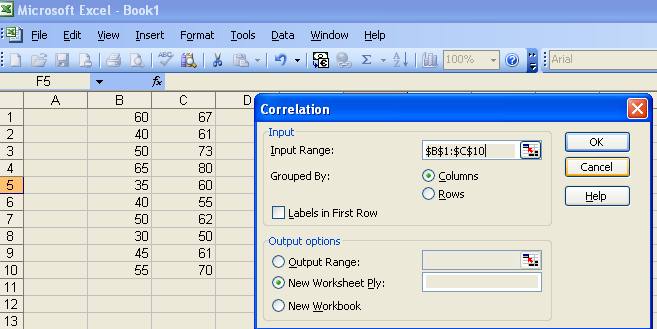 Microsoft Excel - Book1
File Edit View Insert Format Tools Data Window Help
100% Arial
F5 fx
A B C D
1 60 67
2 40 61
3 50 73
4 65 80
5 35 60
6 40 55
7 50 62
8 30 50
9 45 61
10 55 70
11
12
13
Correlation
Input
Input Range: $B$1:$C$10
Grouped By: Columns
Rows
Labels in First Row
Output options
Output Range:
New Worksheet Ply:
New Workbook
OK
Cancel
Help